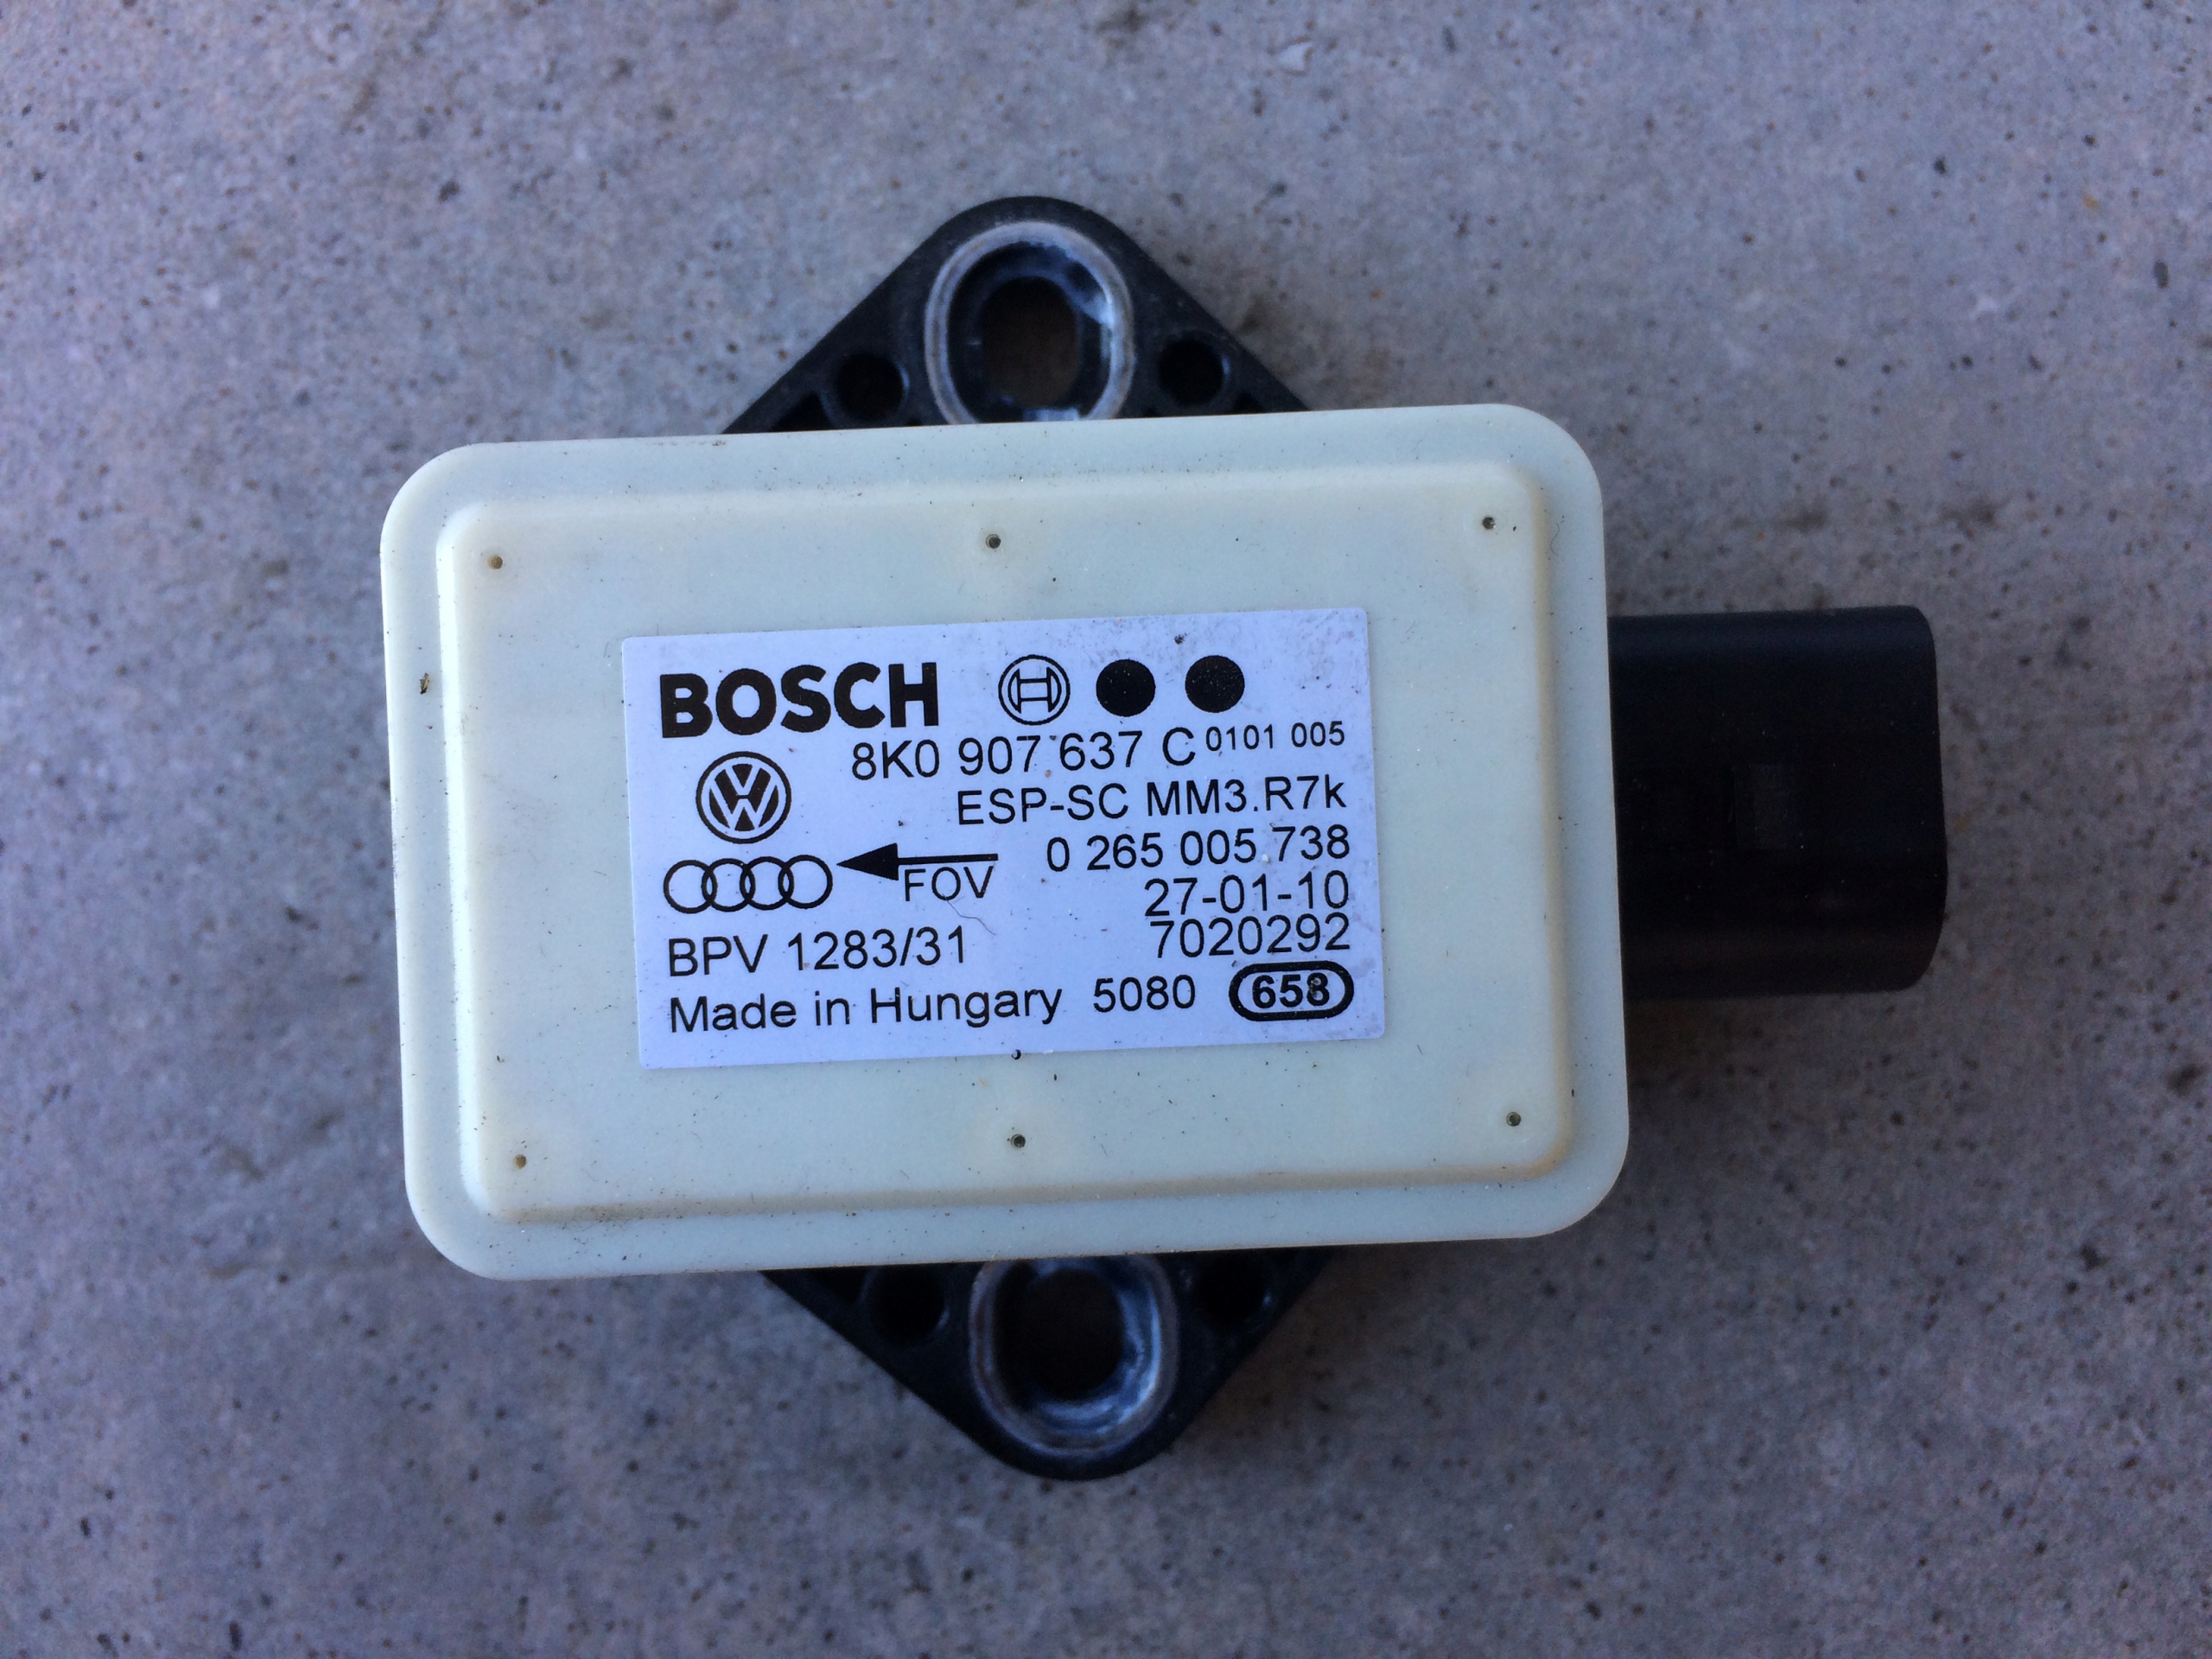 BOSCH
8K0 907 637 C 0101 005
ESP-SC MM3.R7k
0 265 005 738
FOV
27-01-10
BPV 1283/31 7020292
Made in Hungary 5080 658